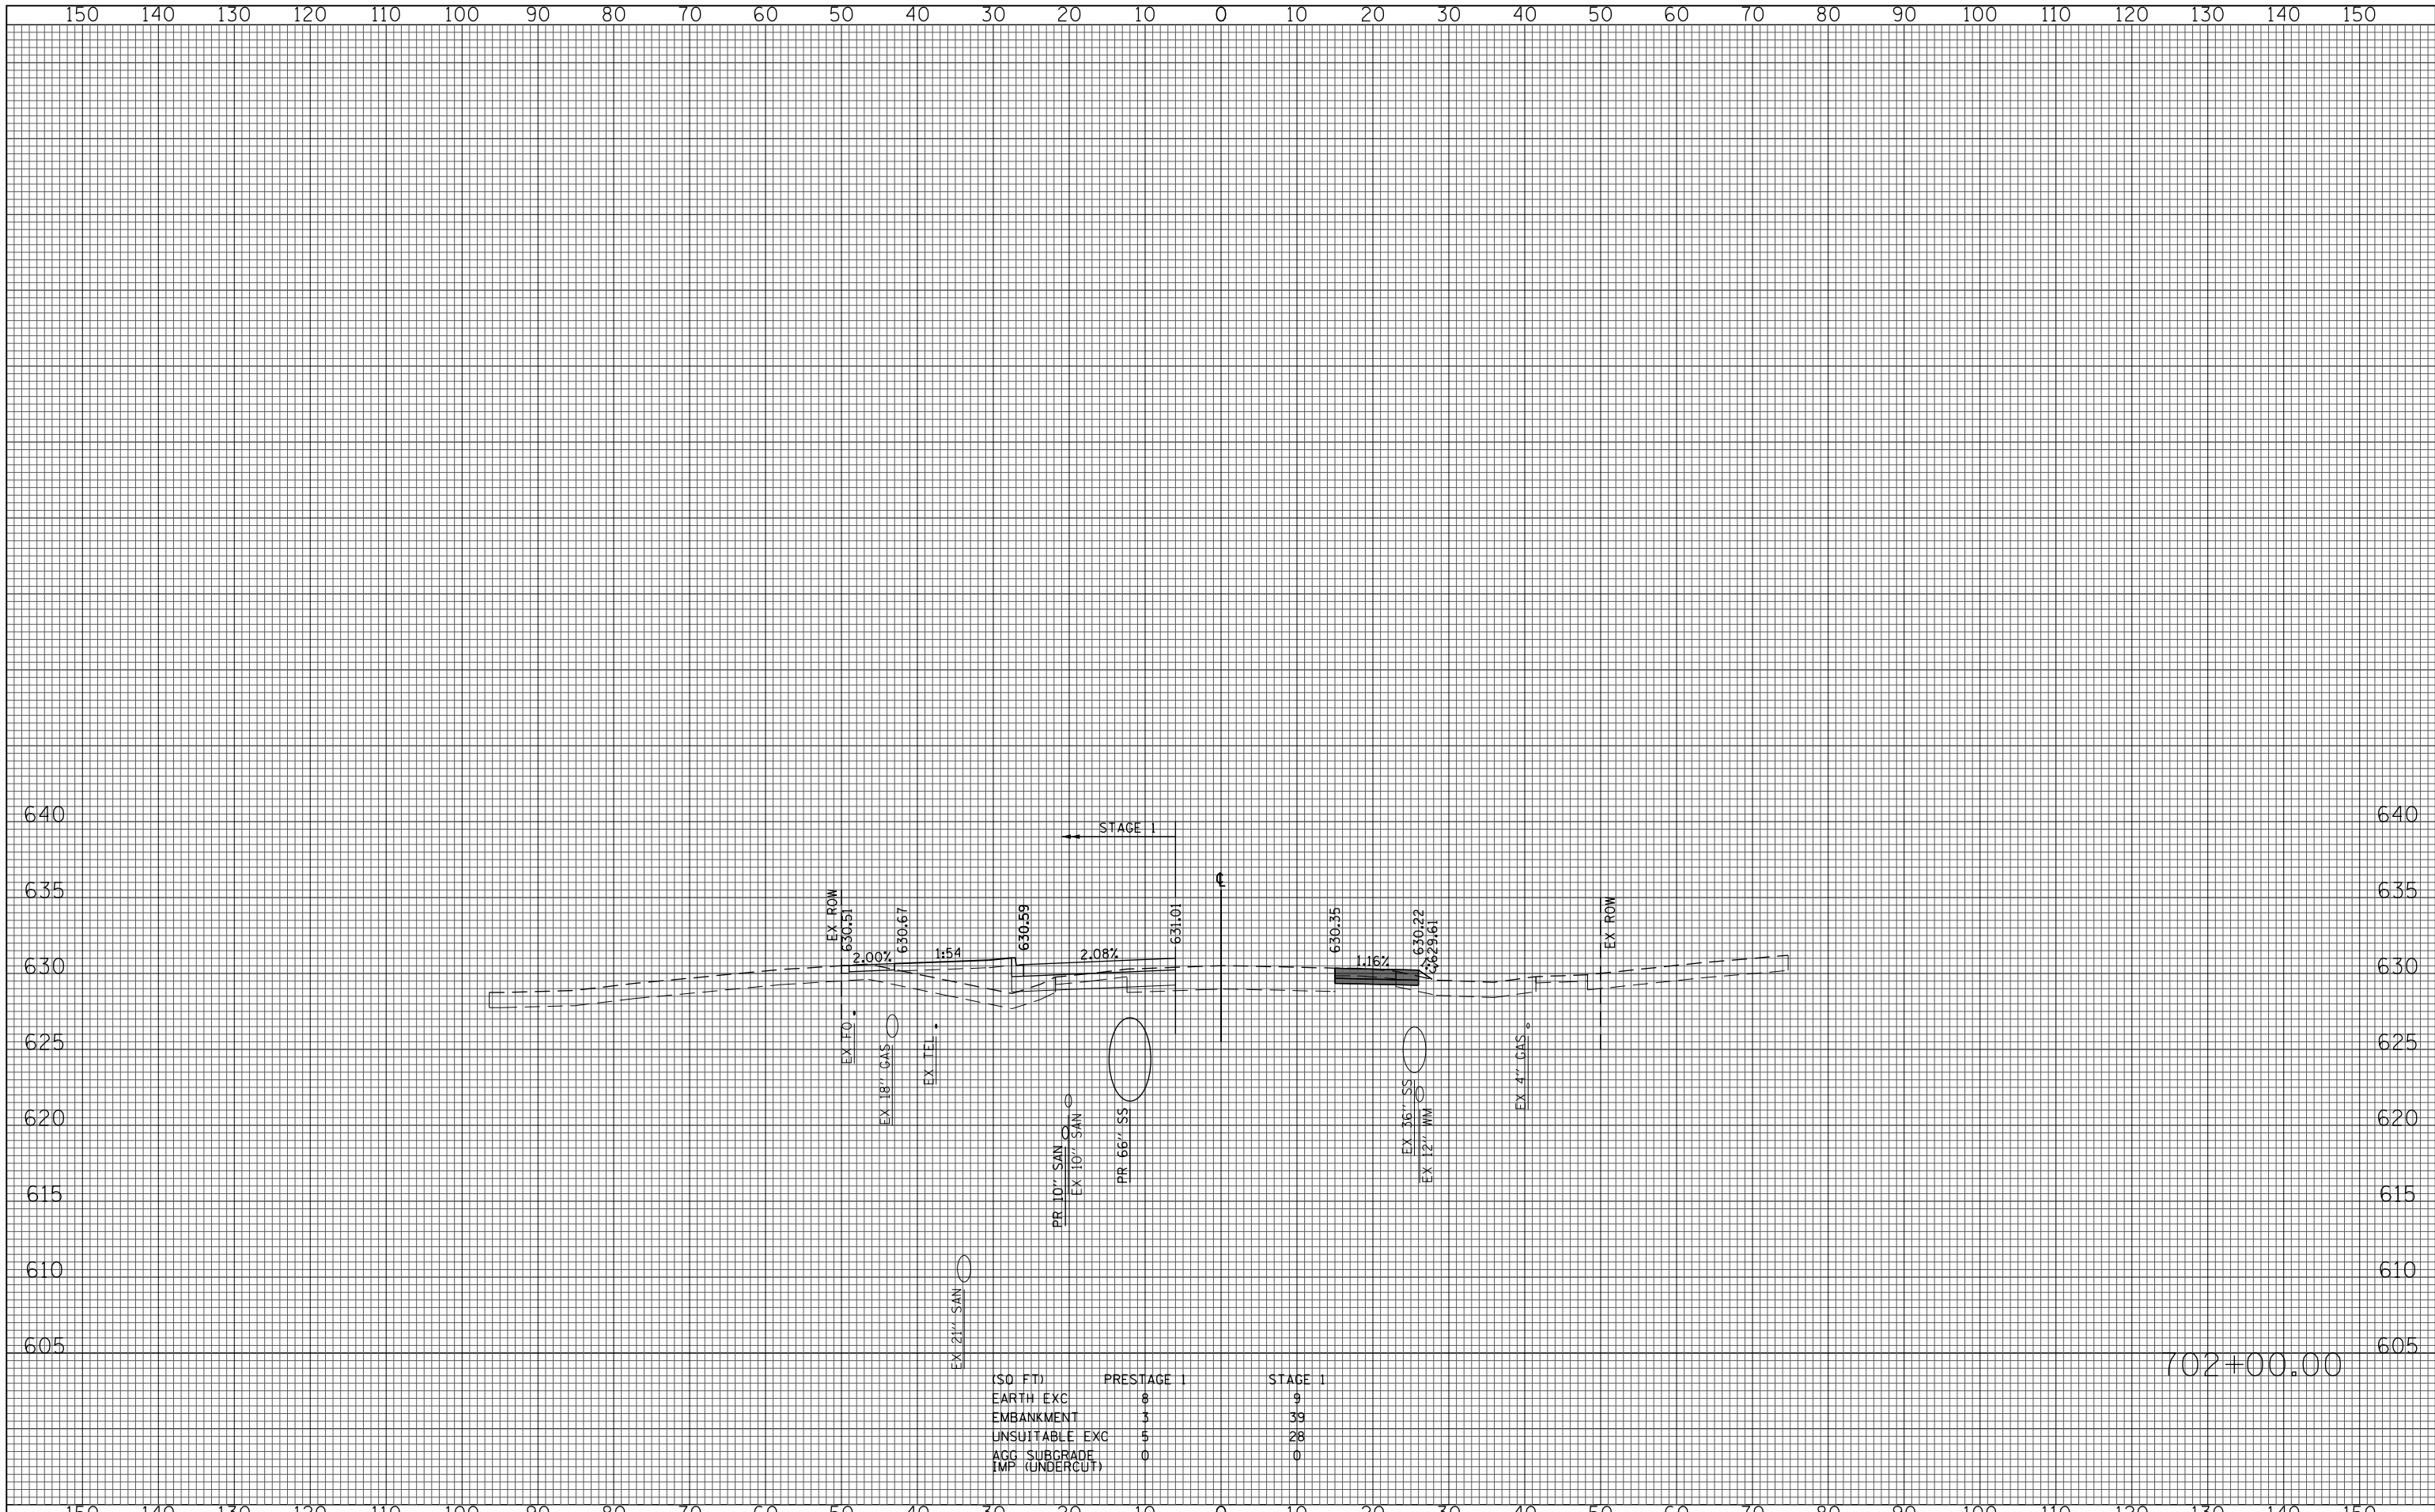 150 140 130 120 110 100 90 80 70 60 50 40 30 20 10 0 10 20 30 40 50 60 70 80 90 100 110 120 130 140 150
640 640
STAGE 1
635 635
℄
EX ROW
630.51
630.67
630.59
631.01
630.35
630.22
629.61
EX ROW
2.00%
1:54
2.08%
1.16%
1:3
630 630
EX FO
EX 18" GAS
EX TEL
625 625
EX 4" GAS
620 620
PR 10" SAN
EX 10" SAN
PR 66" SS
EX 36" SS
EX 12" WM
615 615
610 610
EX 21" SAN
605 605
702+00.00
(SQ FT) PRESTAGE 1 STAGE 1
EARTH EXC 8 9
EMBANKMENT 3 39
UNSUITABLE EXC 5 28
AGG SUBGRADE 0 0
IMP (UNDERCUT)
150 140 130 120 110 100 90 80 70 60 50 40 30 20 10 0 10 20 30 40 50 60 70 80 90 100 110 120 130 140 150